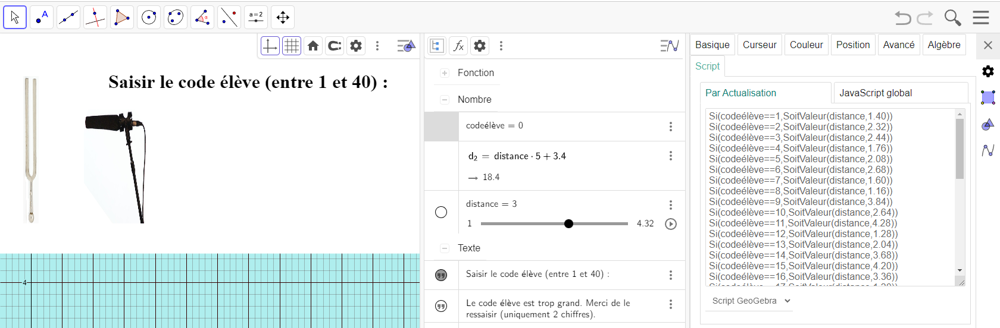 A
α
a=2
Saisir le code élève (entre 1 et 40) :
4
fx
Fonction
Nombre
codeélève = 0
d₂ = distance · 5 + 3.4
→ 18.4
distance = 3
1
4.32
Texte
Saisir le code élève (entre 1 et 40) :
Le code élève est trop grand. Merci de le
ressaisir (uniquement 2 chiffres).
Basique
Curseur
Couleur
Position
Avancé
Algèbre
Script
Par Actualisation
JavaScript global
Si(codeélève==1,SoitValeur(distance,1.40))
Si(codeélève==2,SoitValeur(distance,2.32))
Si(codeélève==3,SoitValeur(distance,2.44))
Si(codeélève==4,SoitValeur(distance,1.76))
Si(codeélève==5,SoitValeur(distance,2.08))
Si(codeélève==6,SoitValeur(distance,2.68))
Si(codeélève==7,SoitValeur(distance,1.60))
Si(codeélève==8,SoitValeur(distance,1.16))
Si(codeélève==9,SoitValeur(distance,3.84))
Si(codeélève==10,SoitValeur(distance,2.64))
Si(codeélève==11,SoitValeur(distance,4.28))
Si(codeélève==12,SoitValeur(distance,1.28))
Si(codeélève==13,SoitValeur(distance,2.04))
Si(codeélève==14,SoitValeur(distance,3.68))
Si(codeélève==15,SoitValeur(distance,4.20))
Si(codeélève==16,SoitValeur(distance,3.36))
Script GeoGebra